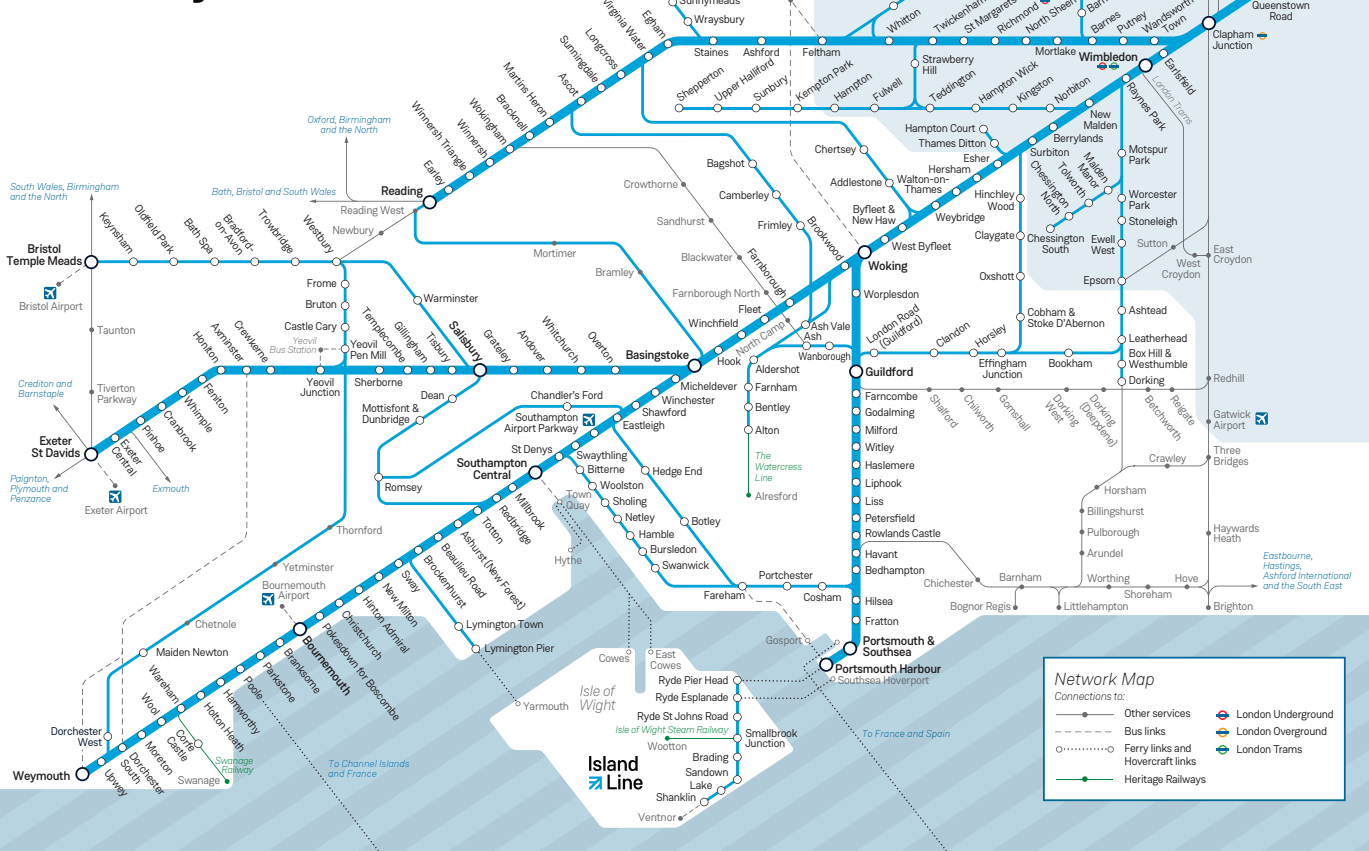 Sunnymeads
Wraysbury
Egham
Virginia Water
Longcross
Sunningdale
Ascot
Martins Heron
Bracknell
Wokingham
Winnersh
Winnersh Triangle
Earley
Reading
Reading West
Staines
Ashford
Feltham
Whitton
Twickenham
St Margarets
Richmond
North Sheen
Mortlake
Barnes
Putney
Wandsworth
Town
Queenstown
Road
Clapham
Junction
Wimbledon
Earlsfield
London Trams
Raynes Park
Strawberry
Hill
Shepperton
Upper Halliford
Sunbury
Kempton Park
Hampton
Fulwell
Teddington
Hampton Wick
Kingston
Norbiton
New
Malden
Berrylands
Surbiton
Hampton Court
Thames Ditton
Esher
Hersham
Walton-on-
Thames
Weybridge
Byfleet &
New Haw
West Byfleet
Woking
Chertsey
Addlestone
Motspur
Park
Malden
Manor
Tolworth
Chessington
North
Chessington
South
Worcester
Park
Stoneleigh
Ewell
West
Epsom
Sutton
West
Croydon
East
Croydon
Hinchley
Wood
Claygate
Oxshott
Cobham &
Stoke D'Abernon
Ashtead
Leatherhead
Box Hill &
Westhumble
Dorking
Bookham
Effingham
Junction
Horsley
Clandon
London Road
(Guildford)
Worplesdon
Guildford
Oxford, Birmingham
and the North
South Wales, Birmingham
and the North
Bath, Bristol and South Wales
Newbury
Mortimer
Bramley
Bagshot
Camberley
Frimley
Brookwood
Crowthorne
Sandhurst
Blackwater
Farnborough North
Farnborough
Fleet
Winchfield
Hook
North Camp
Ash Vale
Ash
Wanborough
Aldershot
Farnham
Bentley
Alton
The
Watercress
Line
Alresford
Bristol
Temple Meads
Bristol Airport
Keynsham
Oldfield Park
Bath Spa
Bradford-
on-Avon
Trowbridge
Westbury
Frome
Bruton
Castle Cary
Yeovil
Bus Station
Yeovil
Pen Mill
Yeovil
Junction
Warminster
Taunton
Tiverton
Parkway
Crediton and
Barnstaple
Exeter
St Davids
Paignton,
Plymouth and
Penzance
Exeter Airport
Exmouth
Exeter
Central
Pinhoe
Cranbrook
Whimple
Feniton
Honiton
Axminster
Crewkerne
Sherborne
Templecombe
Gillingham
Tisbury
Salisbury
Grateley
Andover
Whitchurch
Overton
Basingstoke
Dean
Mottisfont &
Dunbridge
Romsey
Chandler's Ford
Southampton
Airport Parkway
Micheldever
Winchester
Shawford
Eastleigh
St Denys
Southampton
Central
Swaythling
Bitterne
Woolston
Sholing
Netley
Hamble
Bursledon
Swanwick
Hedge End
Botley
Fareham
Portchester
Cosham
Town
Quay
Hythe
Millbrook
Redbridge
Totton
Ashurst (New Forest)
Beaulieu Road
Brockenhurst
Sway
New Milton
Hinton Admiral
Christchurch
Pokesdown for Boscombe
Bournemouth
Branksome
Parkstone
Poole
Hamworthy
Holton Heath
Wareham
Wool
Moreton
Dorchester
South
Upwey
Weymouth
Dorchester
West
Maiden Newton
Chetnole
Yetminster
Thornford
Bournemouth
Airport
Corfe
Castle
Swanage
Swanage
Railway
Lymington Town
Lymington Pier
Yarmouth
To Channel Islands
and France
Farncombe
Godalming
Milford
Witley
Haslemere
Liphook
Liss
Petersfield
Rowlands Castle
Havant
Bedhampton
Hilsea
Fratton
Portsmouth &
Southsea
Portsmouth Harbour
Southsea Hoverport
Gosport
Shalford
Chilworth
Gomshall
Dorking
West
Dorking
(Deepdene)
Betchworth
Reigate
Redhill
Gatwick
Airport
Three
Bridges
Crawley
Horsham
Billingshurst
Pulborough
Arundel
Haywards
Heath
Chichester
Barnham
Bognor Regis
Littlehampton
Worthing
Shoreham
Hove
Brighton
Eastbourne,
Hastings,
Ashford International
and the South East
Cowes
East
Cowes
Isle of
Wight
Ryde Pier Head
Ryde Esplanade
Ryde St Johns Road
Isle of Wight Steam Railway
Wootton
Smallbrook
Junction
Brading
Sandown
Lake
Shanklin
Ventnor
Island
Line
To France and Spain
Network Map
Connections to:
Other services
Bus links
Ferry links and
Hovercraft links
Heritage Railways
London Underground
London Overground
London Trams